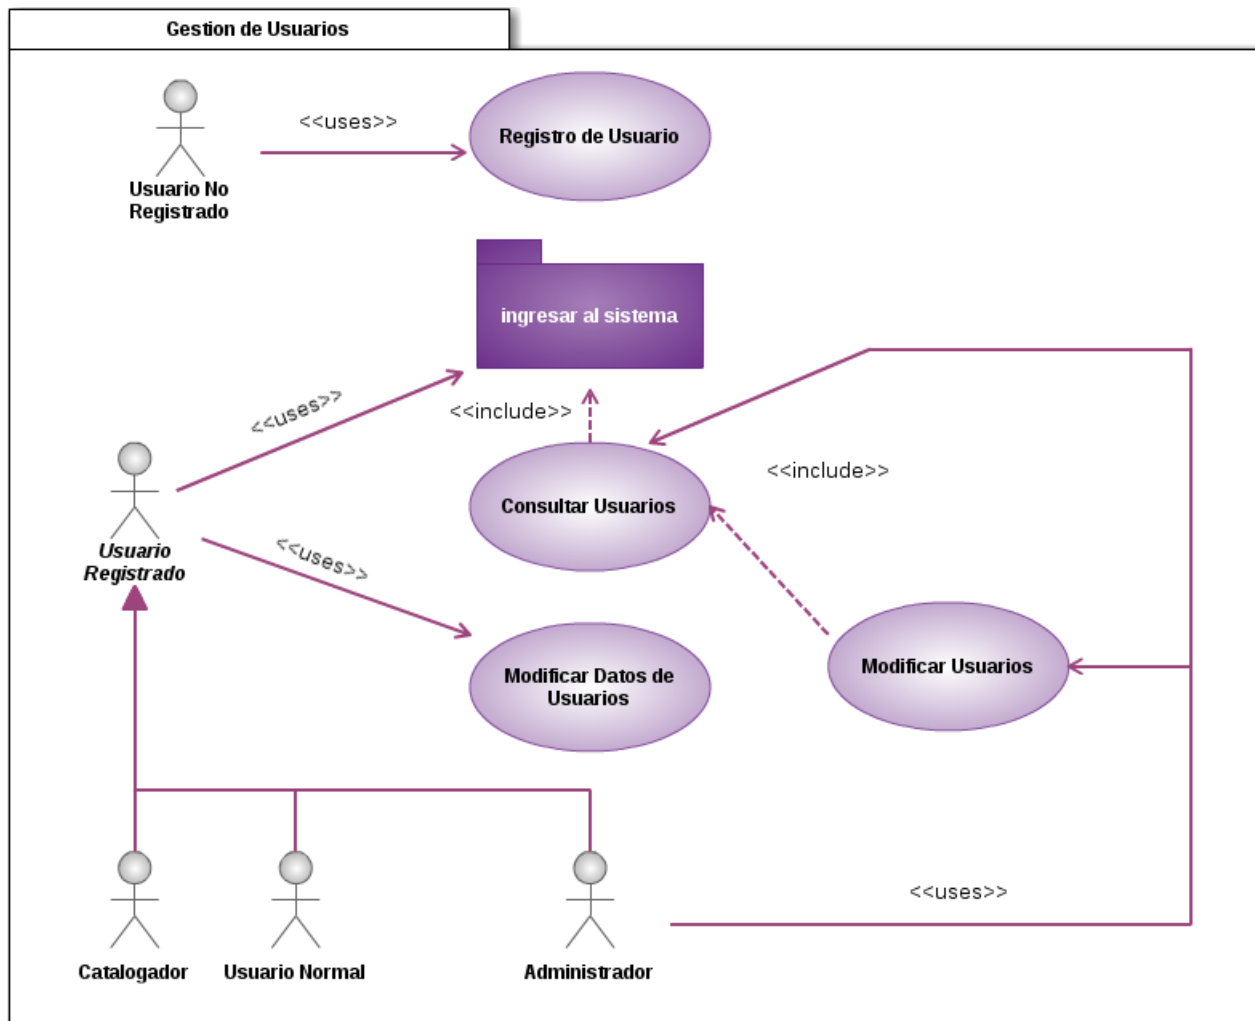 Gestion de Usuarios
<<uses>>
Registro de Usuario
Usuario No
Registrado
ingresar al sistema
<<uses>>
<<include>>
<<include>>
Consultar Usuarios
Usuario
Registrado
<<uses>>
Modificar Datos de
Usuarios
Modificar Usuarios
<<uses>>
Catalogador
Usuario Normal
Administrador